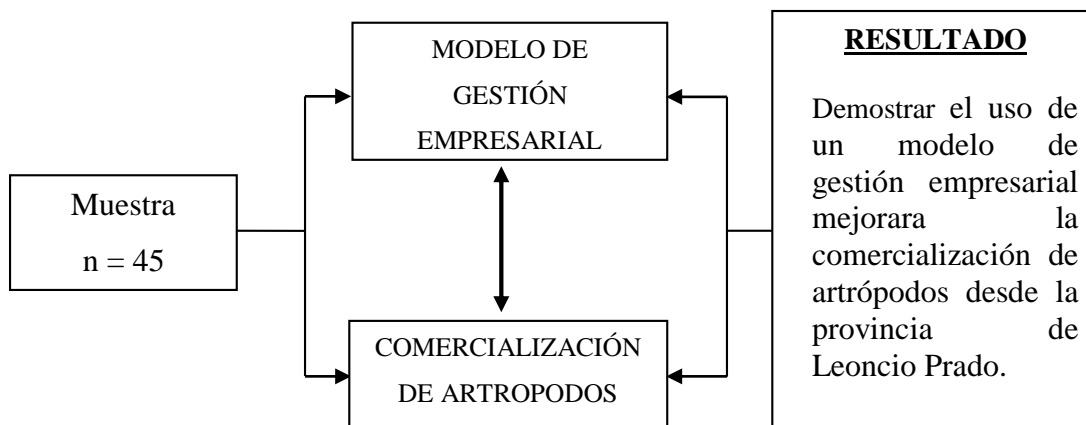 Muestra
n = 45
MODELO DE
GESTIÓN
EMPRESARIAL
COMERCIALIZACIÓN
DE ARTROPODOS
RESULTADO
Demostrar el uso de
un modelo de
gestión empresarial
mejorara la
comercialización de
artrópodos desde la
provincia de
Leoncio Prado.